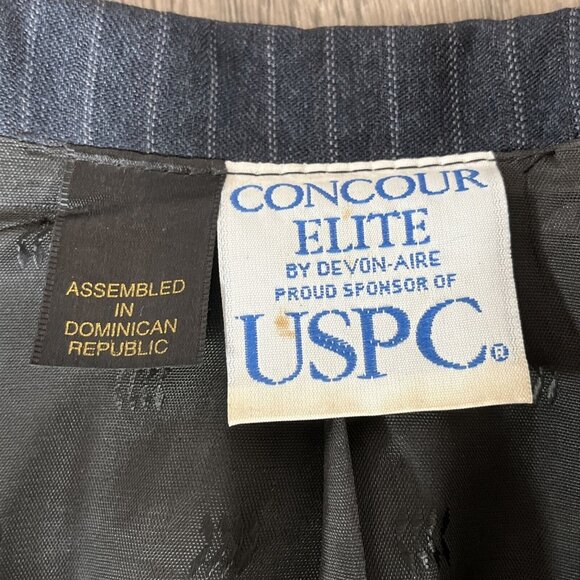 ASSEMBLED
IN
DOMINICAN
REPUBLIC
CONCOUR
ELITE
BY DEVON-AIRE
PROUD SPONSOR OF
USPC®